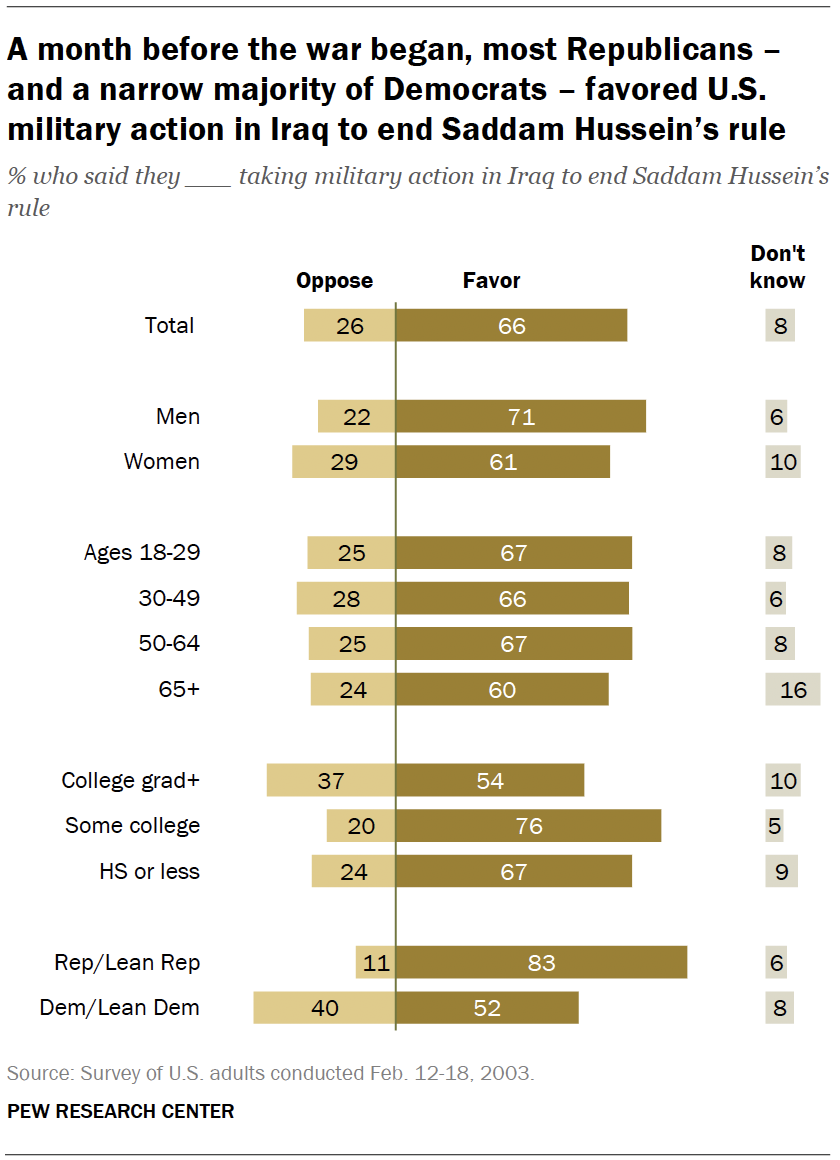 A month before the war began, most Republicans –
and a narrow majority of Democrats – favored U.S.
military action in Iraq to end Saddam Hussein's rule
% who said they ____ taking military action in Iraq to end Saddam Hussein's
rule
Oppose Favor Don't know
Total 26 66 8
Men 22 71 6
Women 29 61 10
Ages 18-29 25 67 8
30-49 28 66 6
50-64 25 67 8
65+ 24 60 16
College grad+ 37 54 10
Some college 20 76 5
HS or less 24 67 9
Rep/Lean Rep 11 83 6
Dem/Lean Dem 40 52 8
Source: Survey of U.S. adults conducted Feb. 12-18, 2003.
PEW RESEARCH CENTER